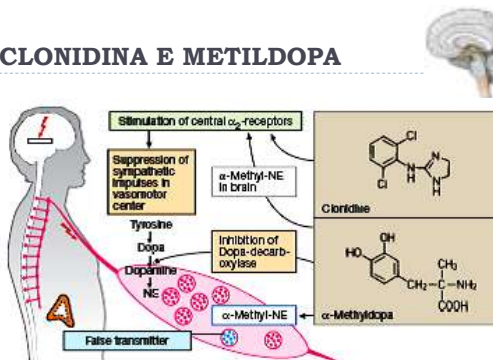 CLONIDINA E METILDOPA
Stimulation of central α₂-receptors
Suppression of
sympathetic
impulses in
vasomotor
center
α-Methyl-NE
in brain
Cl
N
N
H
N
H
Cl
Clonidine
Tyrosine
Dopa
Dopamine
NE
Inhibition of
Dopa-decarb-
oxylase
OH
HO
CH₃
CH₂–C–NH₂
COOH
α-Methyldopa
α-Methyl-NE
False transmitter